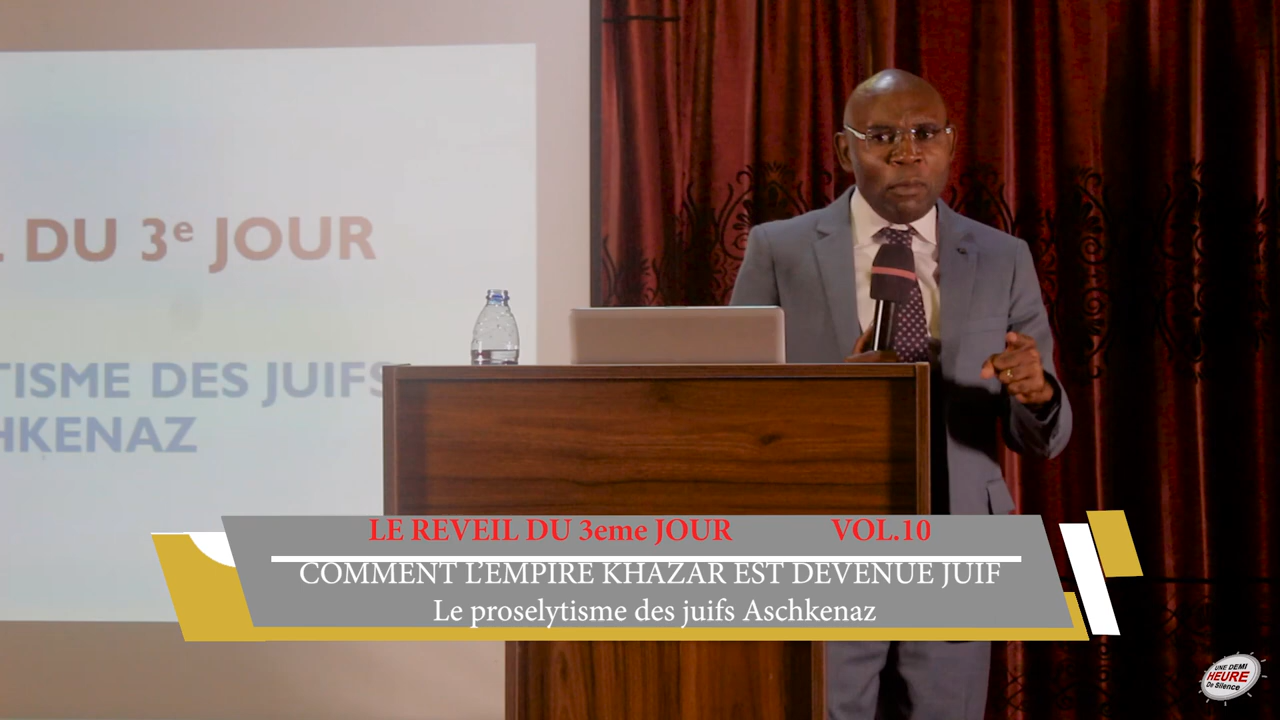 L DU 3e JOUR
TISME DES JUIFS
HKENAZ
LE REVEIL DU 3eme JOUR VOL.10
COMMENT L'EMPIRE KHAZAR EST DEVENUE JUIF
Le proselytisme des juifs Aschkenaz
UNE DEMI
HEURE
De Silence